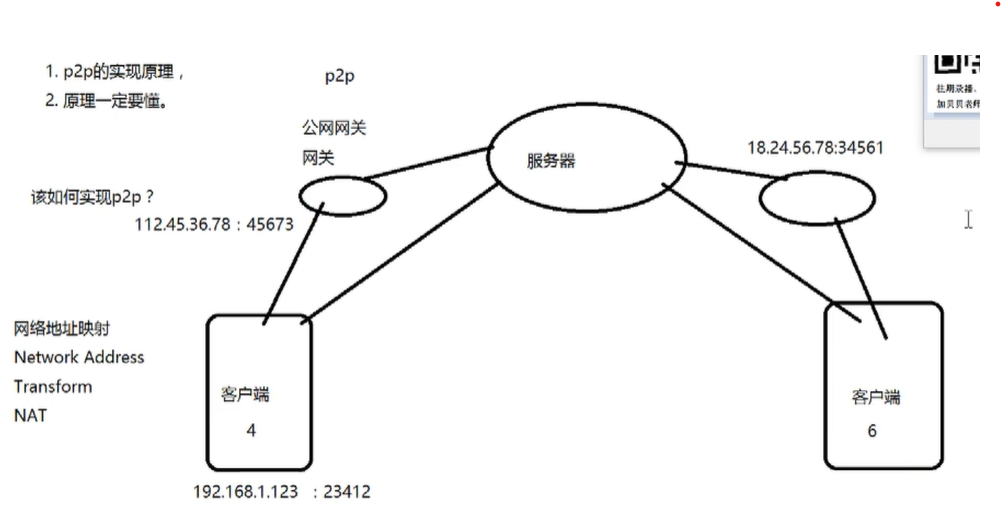 1. p2p的实现原理，
2. 原理一定要懂。
p2p
公网网关
网关
服务器
18.24.56.78:34561
往期录播、
加贝贝老师
该如何实现p2p？
112.45.36.78：45673
网络地址映射
Network Address
Transform
NAT
客户端
4
客户端
6
192.168.1.123 ：23412